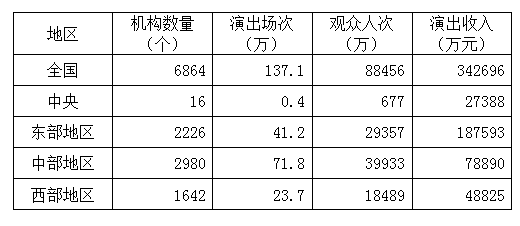 地区 机构数量（个） 演出场次（万） 观众人次（万） 演出收入（万元）
全国 6864 137.1 88456 342696
中央 16 0.4 677 27388
东部地区 2226 41.2 29357 187593
中部地区 2980 71.8 39933 78890
西部地区 1642 23.7 18489 48825